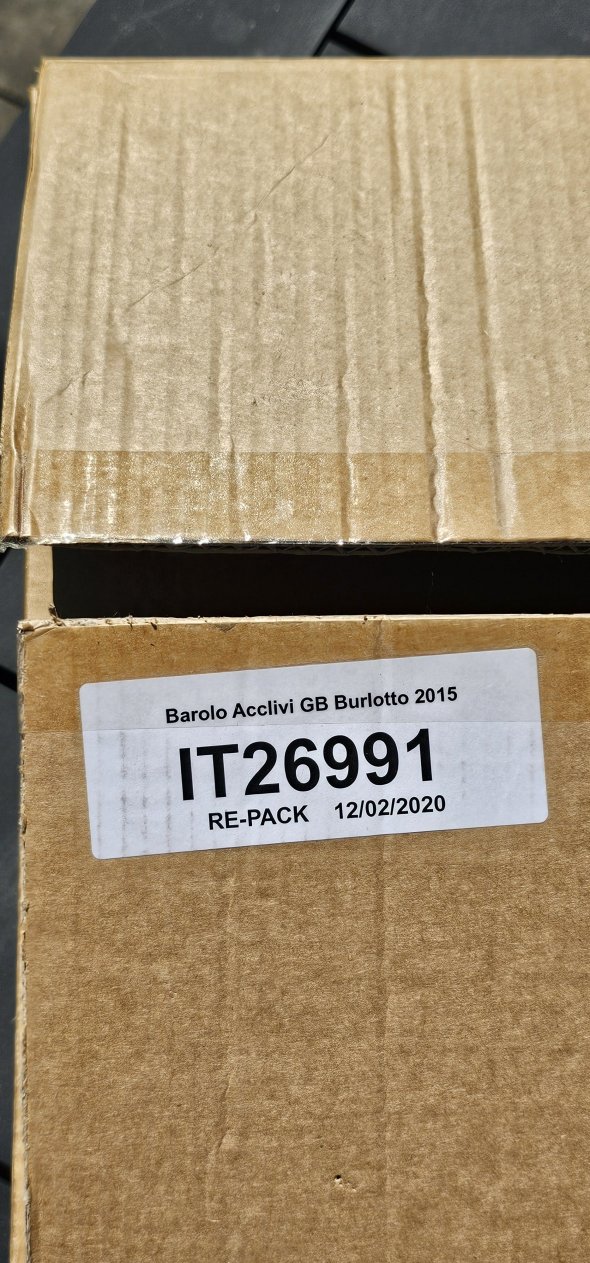 Barolo Acclivi GB Burlotto 2015
IT26991
RE-PACK 12/02/2020